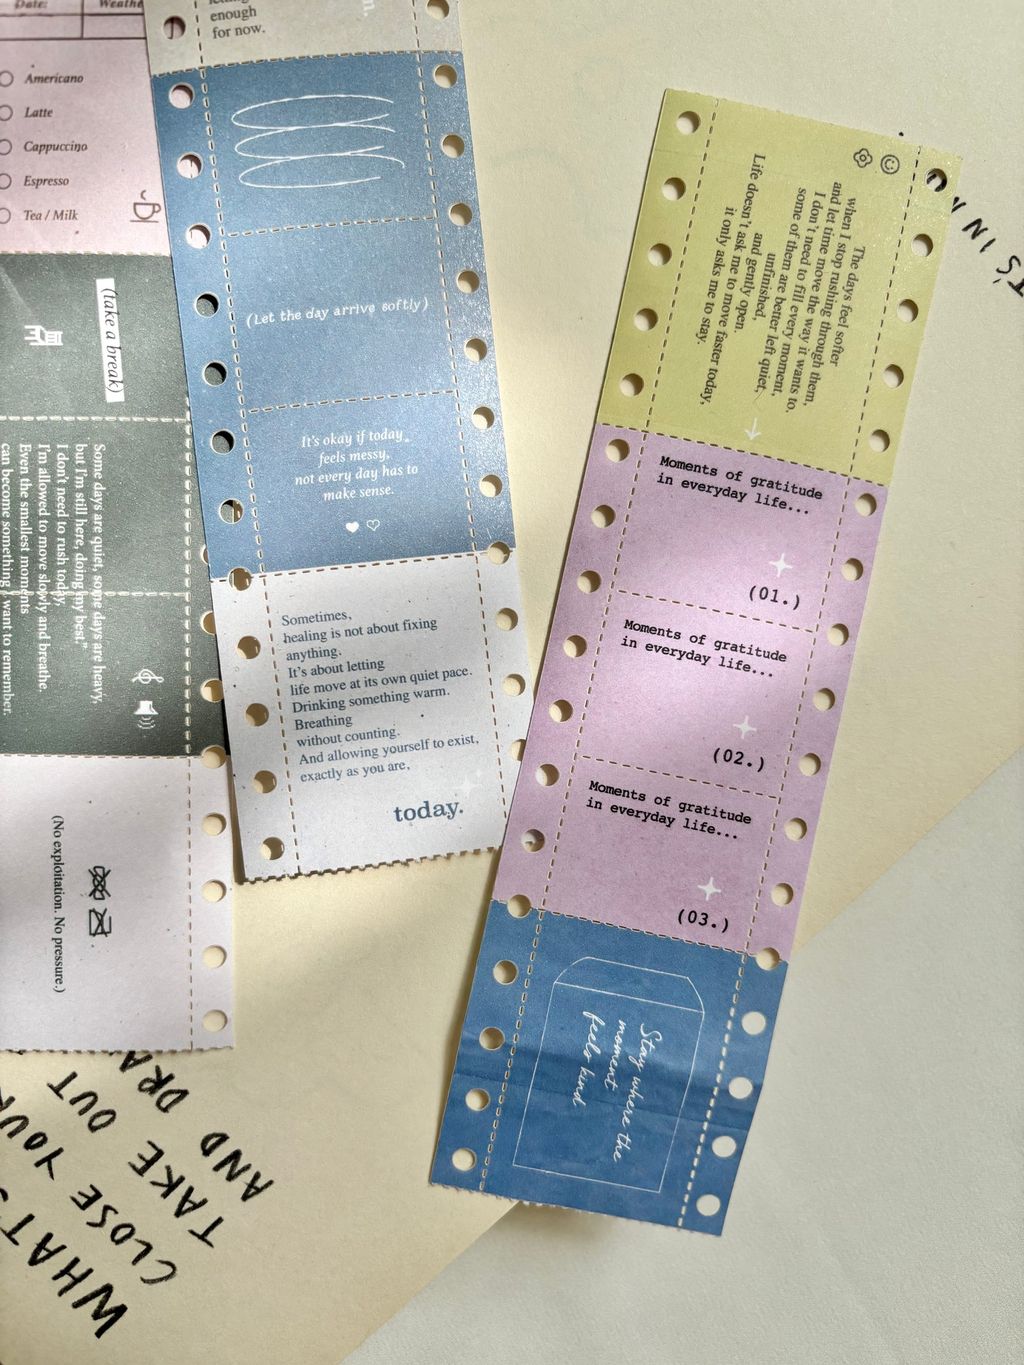 Date:
Weathe
Americano
Latte
Cappuccino
Espresso
Tea / Milk
(take a break)
Some days are quiet, some days are heavy,
but I'm still here, doing my best."
I don't need to rush today,
I'm allowed to move slowly and breathe.
Even the smallest moments
can become something I want to remember.
(No exploitation. No pressure.)
enough
for now.
(Let the day arrive softly)
It's okay if today
feels messy,
not every day has to
make sense.
Sometimes,
healing is not about fixing
anything.
It's about letting
life move at its own quiet pace.
Drinking something warm.
Breathing
without counting.
And allowing yourself to exist,
exactly as you are,
today.
The days feel softer
when I stop rushing through them,
and let time move the way it wants to.
I don't need to fill every moment,
some of them are better left quiet,
unfinished,
and gently open.
Life doesn't ask me to move faster today,
it only asks me to stay.
Moments of gratitude
in everyday life...
(01.)
Moments of gratitude
in everyday life...
(02.)
Moments of gratitude
in everyday life...
(03.)
Stay where the
moment
feels kind
WHAT'S
CLOSE YOUR
TAKE OUT
AND DRA
'S IN